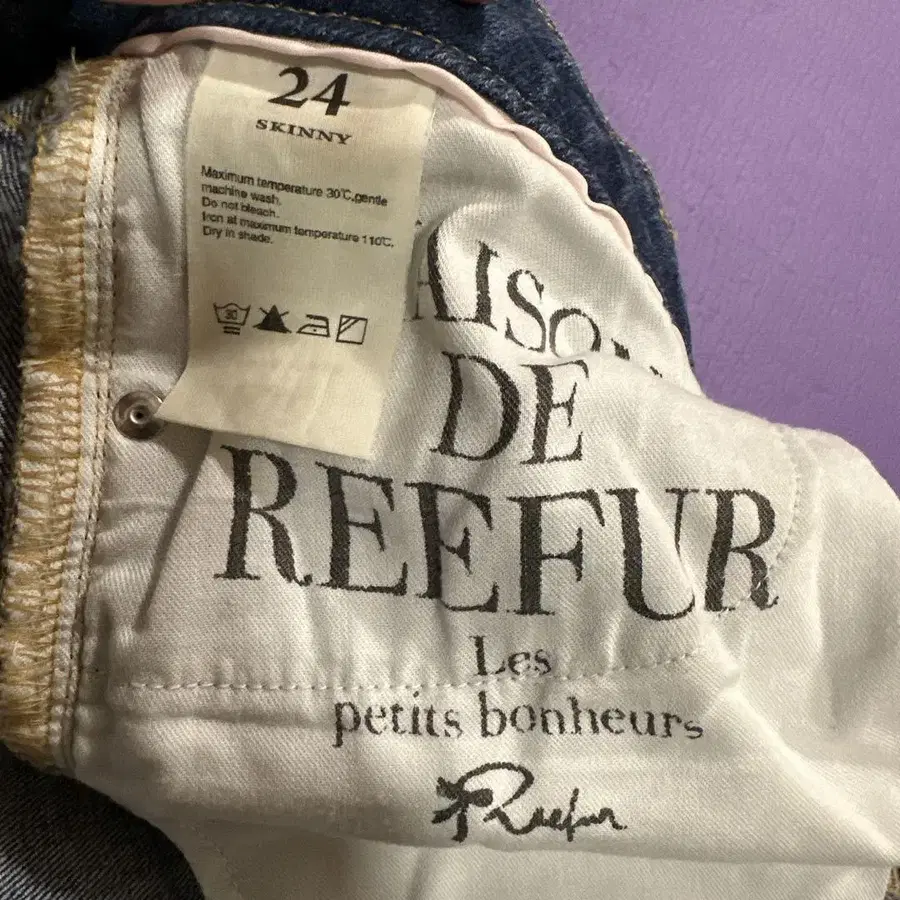 24
SKINNY
Maximum temperature 30℃,gentle
machine wash.
Do not bleach.
Iron at maximum temperature 110℃.
Dry in shade.
30
DE
REEFUR
Les
petits bonheurs
Reefur